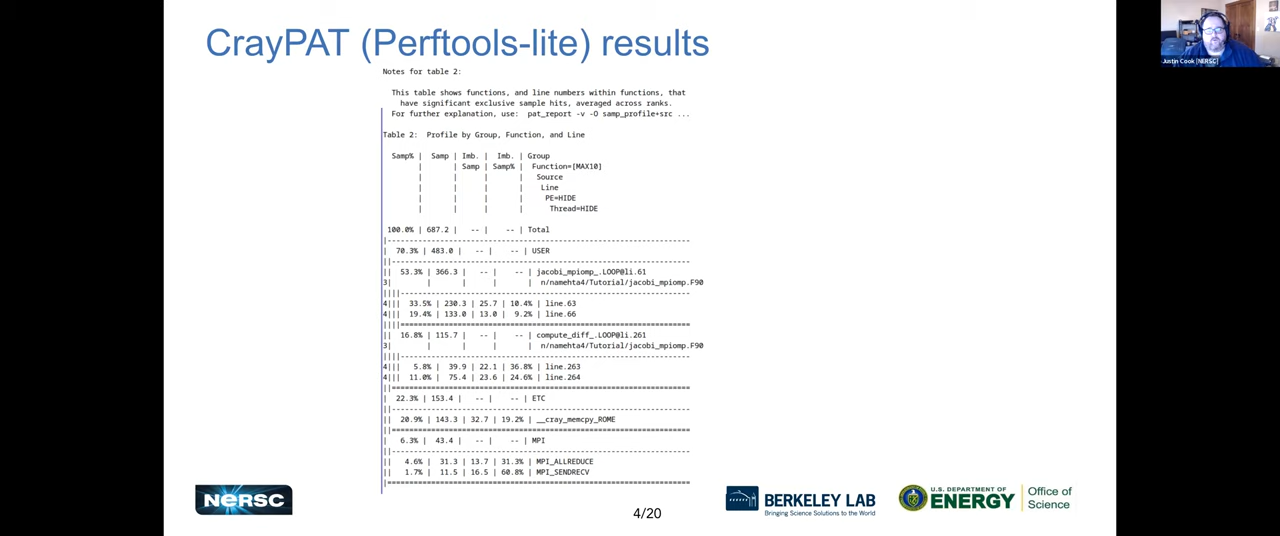 CrayPAT (Perftools-lite) results
Notes for table 2:
This table shows functions, and line numbers within functions, that
have significant exclusive sample hits, averaged across ranks.
For further explanation, use: pat_report -v -O samp_profile+src ...
Table 2: Profile by Group, Function, and Line
Samp% | Samp | Imb. | Imb. | Group
| | Samp | Samp% | Function=[MAX10]
| | | | Source
| | | | Line
| | | | PE=HIDE
| | | | Thread=HIDE
100.0% | 687.2 | -- | -- | Total
|----------------------------------------------------------------------
| 70.3% | 483.0 | -- | -- | USER
||---------------------------------------------------------------------
|| 53.3% | 366.3 | -- | -- | jacobi_mpiomp_.LOOP@li.61
3| | | | | n/namehta4/Tutorial/jacobi_mpiomp.F90
||||-------------------------------------------------------------------
4||| 33.5% | 230.3 | 25.7 | 10.4% | line.63
4||| 19.4% | 133.0 | 13.0 | 9.2% | line.66
||||===================================================================
|| 16.8% | 115.7 | -- | -- | compute_diff_.LOOP@li.261
3| | | | | n/namehta4/Tutorial/jacobi_mpiomp.F90
||||-------------------------------------------------------------------
4||| 5.8% | 39.9 | 22.1 | 36.8% | line.263
4||| 11.0% | 75.4 | 23.6 | 24.6% | line.264
||=====================================================================
| 22.3% | 153.4 | -- | -- | ETC
||---------------------------------------------------------------------
|| 20.9% | 143.3 | 32.7 | 19.2% | __cray_memcpy_ROME
||=====================================================================
| 6.3% | 43.4 | -- | -- | MPI
||---------------------------------------------------------------------
|| 4.6% | 31.3 | 13.7 | 31.3% | MPI_ALLREDUCE
|| 1.7% | 11.5 | 16.5 | 60.8% | MPI_SENDRECV
|======================================================================
NERSC
4/20
BERKELEY LAB
Bringing Science Solutions to the World
U.S. DEPARTMENT OF
ENERGY
Office of
Science
Justin Cook [NERSC]